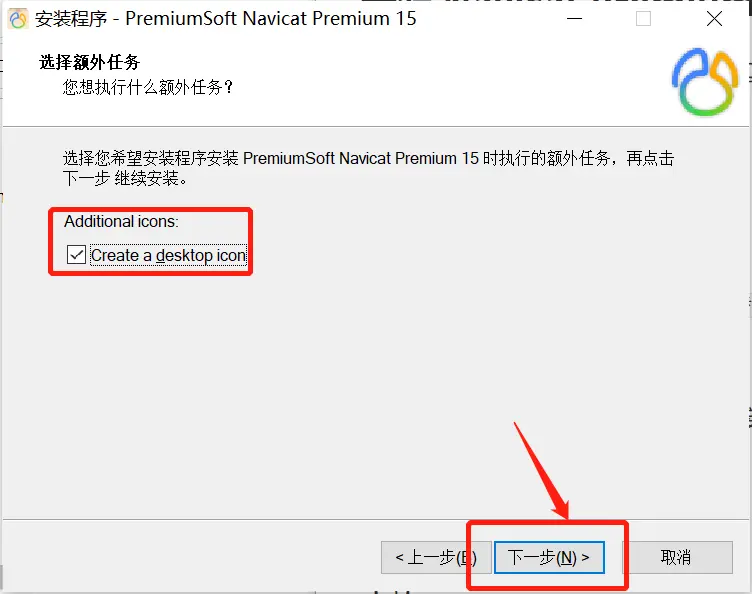 安装程序 - PremiumSoft Navicat Premium 15
选择额外任务
您想执行什么额外任务?
选择您希望安装程序安装 PremiumSoft Navicat Premium 15 时执行的额外任务，再点击
下一步 继续安装。
Additional icons:
Create a desktop icon
< 上一步(B) 下一步(N) > 取消